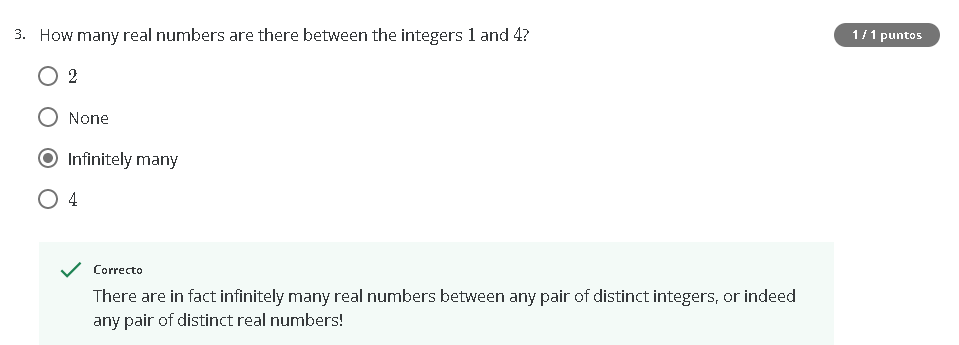 3. How many real numbers are there between the integers 1 and 4?
1 / 1 puntos
2
None
Infinitely many
4
Correcto
There are in fact infinitely many real numbers between any pair of distinct integers, or indeed
any pair of distinct real numbers!